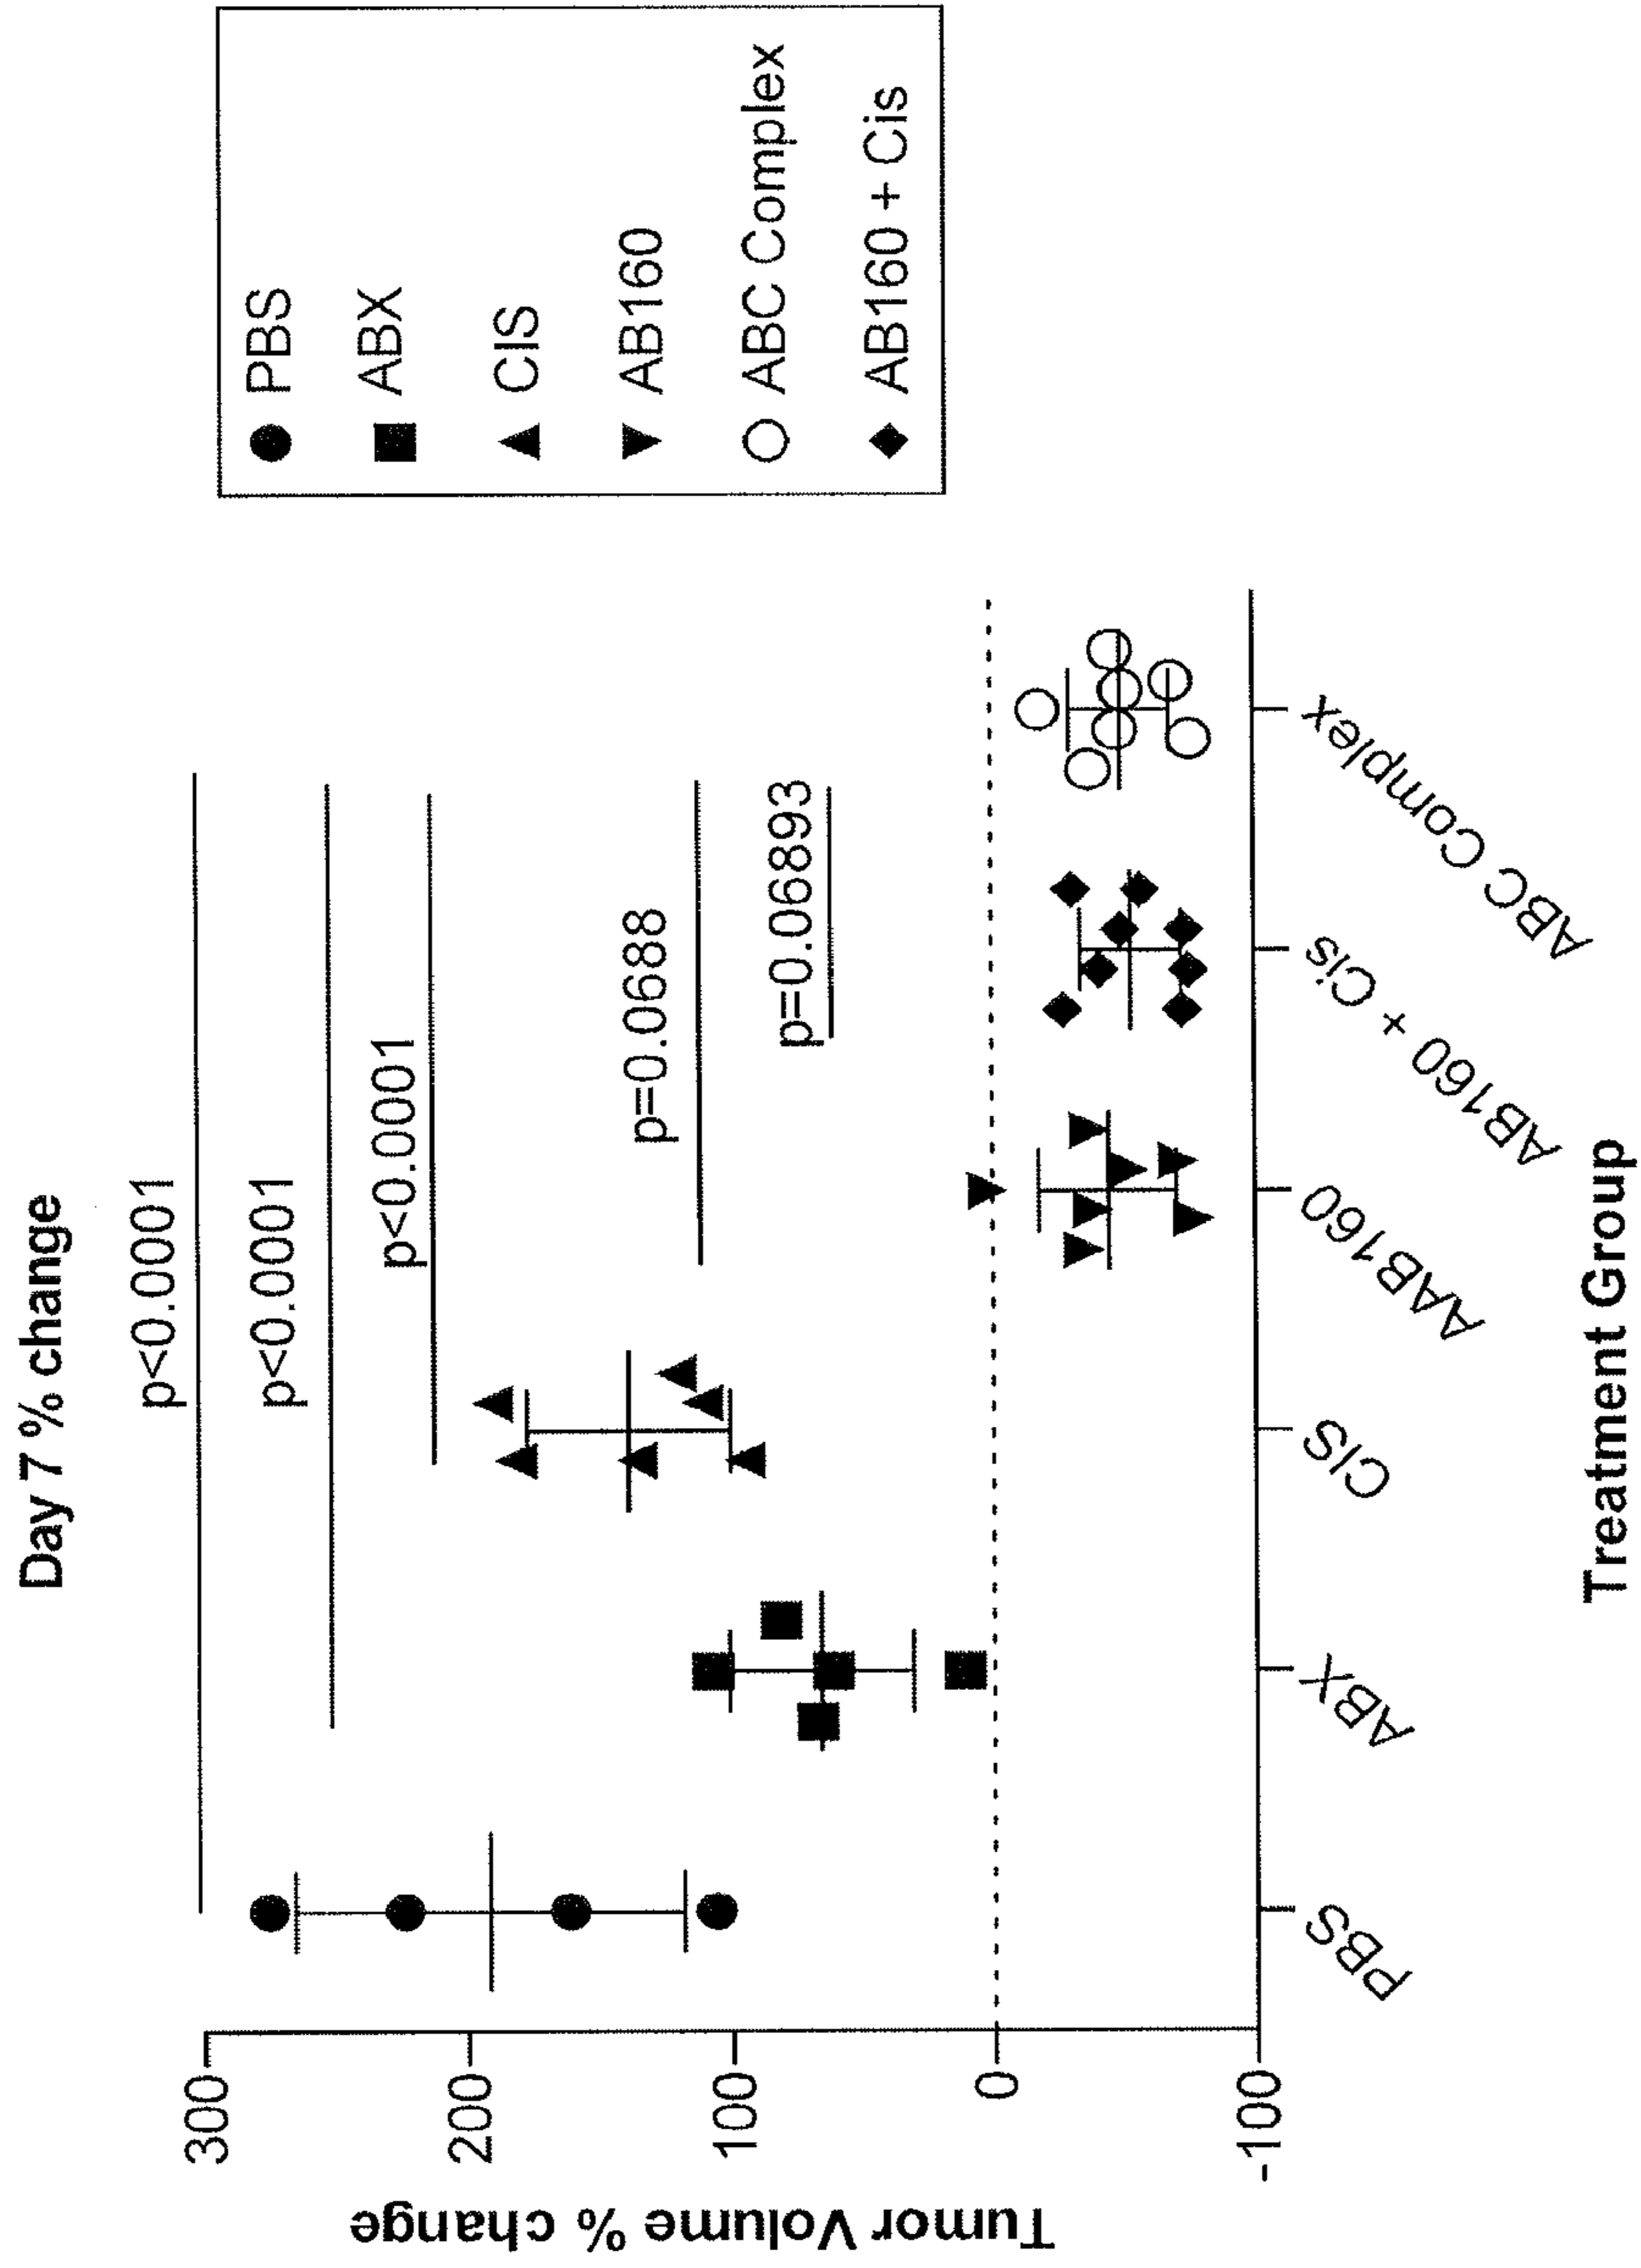 Day 7 % change
p<0.0001
p<0.0001
p<0.0001
p=0.0688
p=0.06893
Tumor Volume % change
300
200
100
0
-100
PBS
ABX
CIS
AAB160
AB160 + Cis
ABC Complex
Treatment Group
PBS
ABX
CIS
AB160
ABC Complex
AB160 + Cis